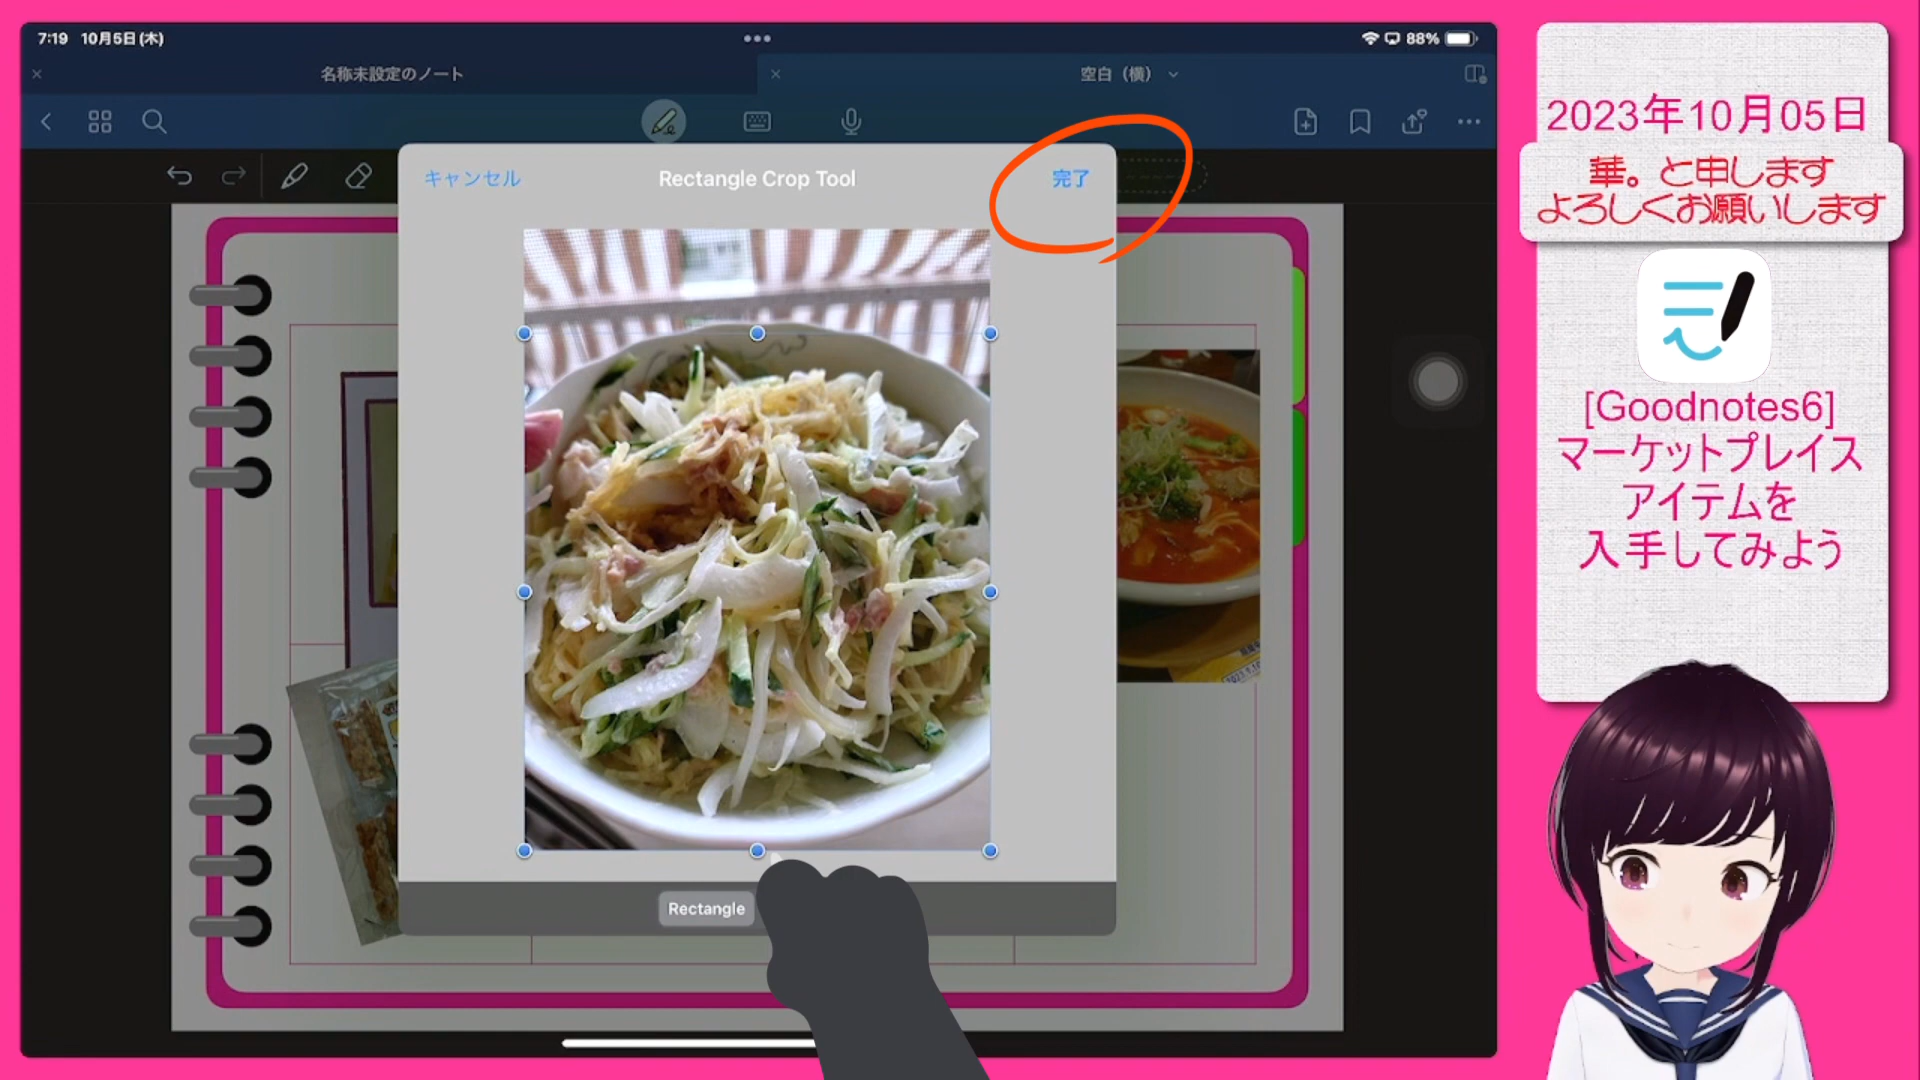 7:19 10月5日(木)
88%
名称未設定のノート
空白（横）
キャンセル
Rectangle Crop Tool
完了
Rectangle
2023年10月05日
華。と申します
よろしくお願いします
[Goodnotes6]
マーケットプレイス
アイテムを
入手してみよう